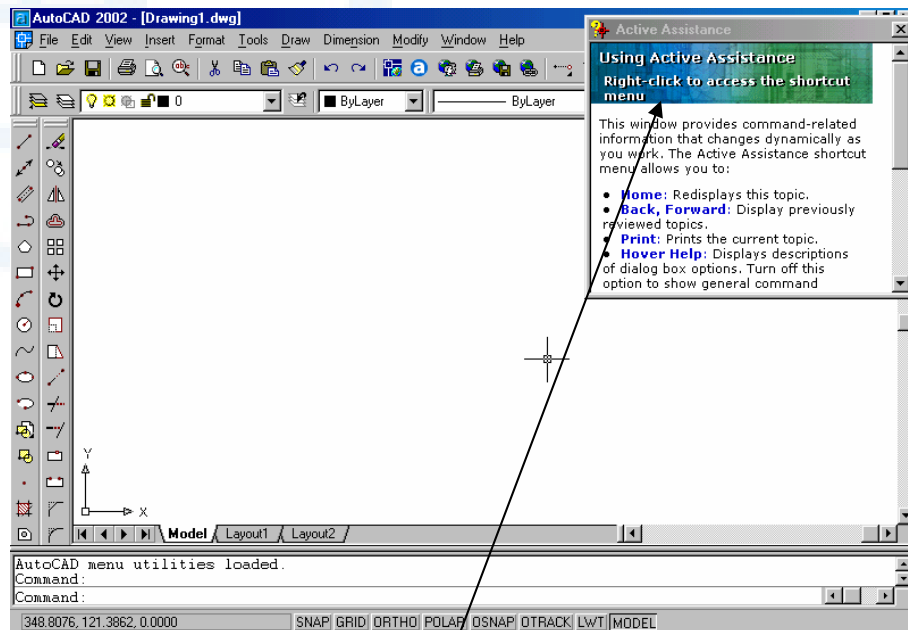 AutoCAD 2002 - [Drawing1.dwg]
File Edit View Insert Format Tools Draw Dimension Modify Window Help
0 ByLayer ByLayer
Active Assistance
Using Active Assistance
Right-click to access the shortcut
menu
This window provides command-related
information that changes dynamically as
you work. The Active Assistance shortcut
menu allows you to:
• Home: Redisplays this topic.
• Back, Forward: Display previously
reviewed topics.
• Print: Prints the current topic.
• Hover Help: Displays descriptions
of dialog box options. Turn off this
option to show general command
Y
X
Model Layout1 Layout2
AutoCAD menu utilities loaded.
Command:
Command:
348.8076, 121.3862, 0.0000 SNAP GRID ORTHO POLAR OSNAP OTRACK LWT MODEL